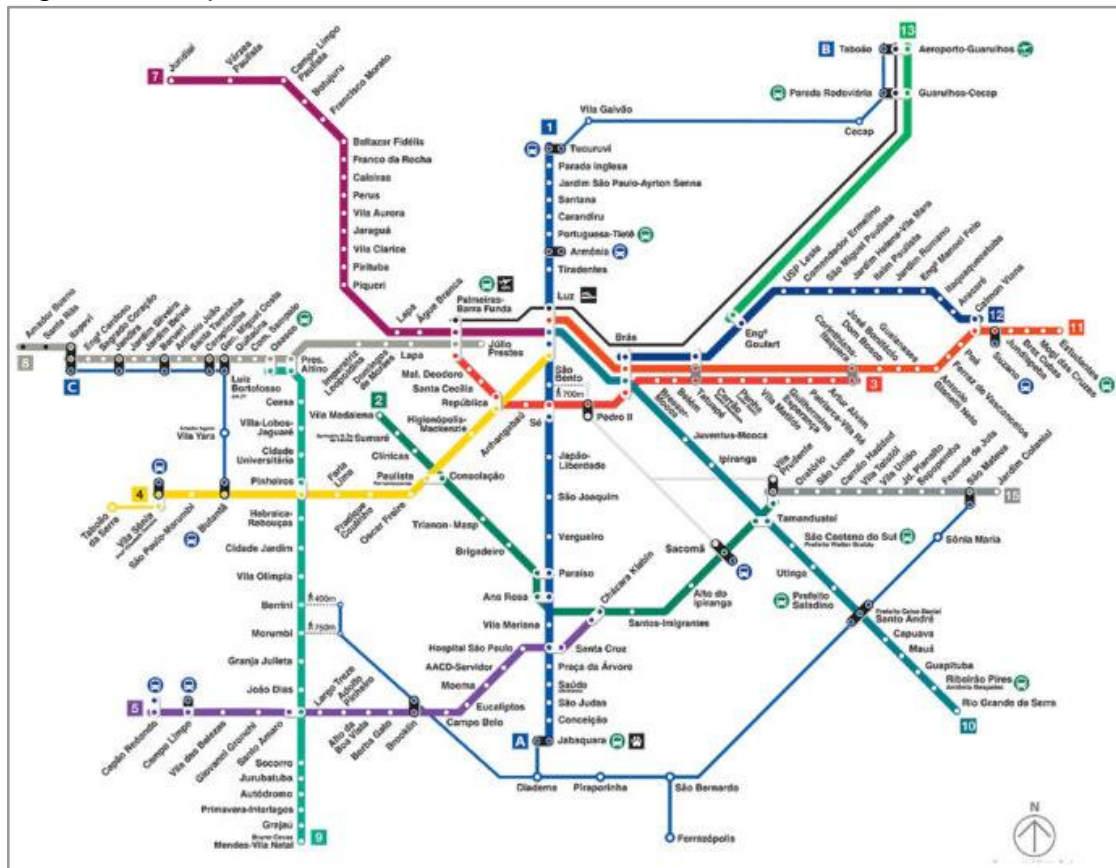 7
Jundiaí
Várzea
Paulista
Campo Limpo
Paulista
Botujuru
Francisco Morato
Baltazar Fidélis
Franco da Rocha
Caieiras
Perus
Vila Aurora
Jaraguá
Vila Clarice
Pirituba
Piqueri
Lapa
Água Branca
Palmeiras-
Barra Funda
1
Tucuruvi
Parada Inglesa
Jardim São Paulo-Ayrton Senna
Santana
Carandiru
Portuguesa-Tietê
Armênia
Tiradentes
Luz
Vila Galvão
Cecap
B
Taboão
Parada Rodoviária
13
Aeroporto-Guarulhos
Guarulhos-Cecap
Brás
Engº
Goulart
USP Leste
Comendador Ermelino
São Miguel Paulista
Jardim Helena-Vila Mara
Itaim Paulista
Jardim Romano
Engº Manoel Feio
Itaquaquecetuba
Aracaré
Calmon Viana
12
11
Suzano
Jundiapeba
Braz Cubas
Mogi das Cruzes
Estudantes
Poá
Ferraz de Vasconcelos
Antonio
Gianetti Neto
Guaianases
José Bonifácio
Dom Bosco
Corinthians-
Itaquera
3
Artur Alvim
Patriarca-Vila Ré
Guilhermina
Esperança
Vila Matilde
Penha
Carrão
Tatuapé
Belém
Bresser-
Mooca
Pedro II
700m
Sé
São
Bento
Anhangabaú
República
Santa Cecília
Mal. Deodoro
Júlio
Prestes
Lapa
Domingos
de Moraes
Imperatriz
Leopoldina
Pres.
Altino
Osasco
Com. Sampaio
Quitaúna
Gen. Miguel Costa
Carapicuíba
Santa Terezinha
Antonio João
Barueri
Jardim Belval
Jardim Silveira
Jandira
Sagrado Coração
Engº Cardoso
Itapevi
Santa Rita
Amador Bueno
8
C
Luiz
Bortolosso
Vila Yara
Ceasa
Villa-Lobos-
Jaguaré
Cidade
Universitária
Pinheiros
Hebraica-
Rebouças
Cidade Jardim
Vila Olímpia
Berrini
400m
Morumbi
750m
Granja Julieta
João Dias
Santo Amaro
Socorro
Jurubatuba
Autódromo
Primavera-Interlagos
Grajaú
Mendes-Vila Natal
9
4
Taboão
da Serra
Vila Sônia
São Paulo-Morumbi
Butantã
Faria
Lima
Fradique
Coutinho
Oscar Freire
Paulista
Higienópolis-
Mackenzie
2
Vila Madalena
Sumaré
Clínicas
Consolação
Trianon-Masp
Brigadeiro
Paraíso
Ana Rosa
Chácara Klabin
Santos-Imigrantes
Alto do
Ipiranga
Sacomã
Tamanduateí
Vila
Prudente
Oratório
São Lucas
Camilo Haddad
Vila Tolstói
Vila União
Jd. Planalto
Sapopemba
Fazenda da Juta
São Mateus
Jardim Colonial
15
Japão-
Liberdade
São Joaquim
Vergueiro
Vila Mariana
Santa Cruz
Praça da Árvore
Saúde
São Judas
Conceição
A
Jabaquara
Hospital São Paulo
AACD-Servidor
Moema
Eucaliptos
Campo Belo
Brooklin
Borba Gato
Alto da
Boa Vista
Adolfo
Pinheiro
Largo Treze
Giovanni Gronchi
Vila das Belezas
Campo Limpo
Capão Redondo
5
Juventus-Mooca
Ipiranga
São Caetano do Sul
Utinga
Prefeito
Saladino
Santo André
Capuava
Mauá
Guapituba
Ribeirão Pires
Rio Grande da Serra
10
Sônia Maria
Diadema
Piraporinha
São Bernardo
Ferrazópolis
N